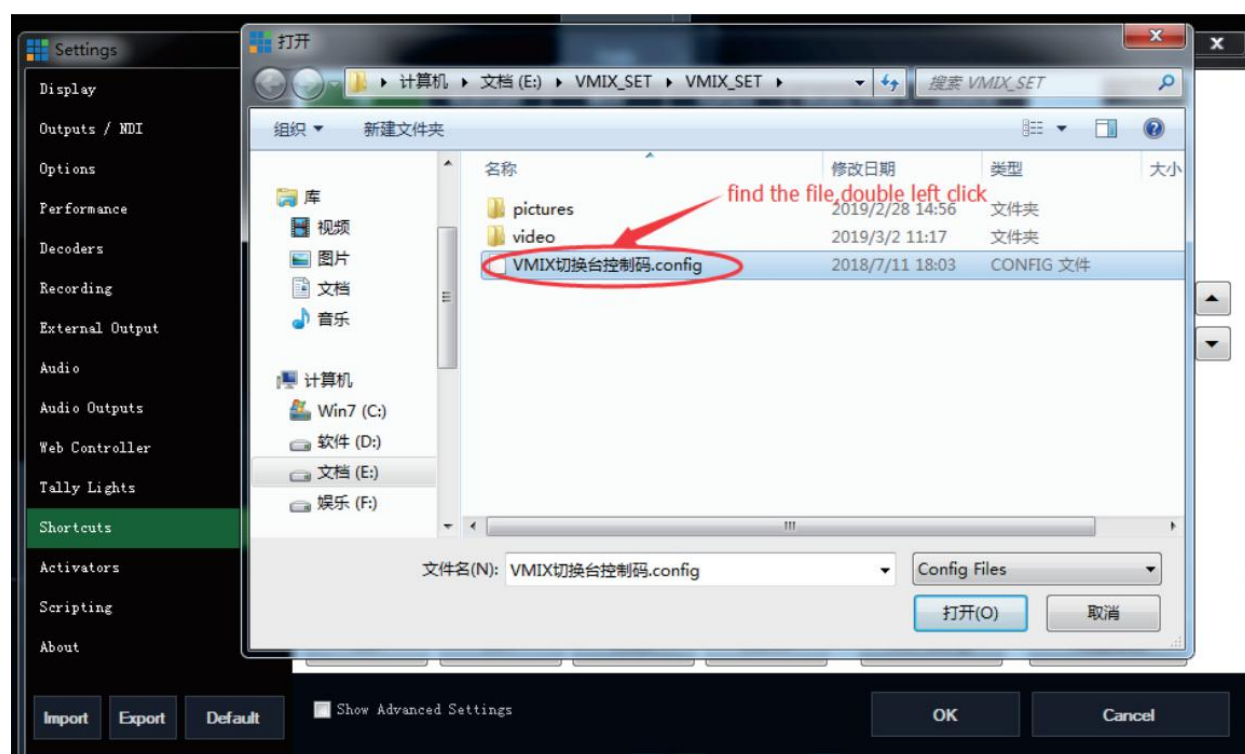 Settings
打开
x
x
Display
计算机 文档 (E:) VMIX_SET VMIX_SET
搜索 VMIX_SET
Outputs / NDI
组织 新建文件夹
Options
名称 修改日期 类型 大小
find the file,double left click
库
pictures 2019/2/28 14:56 文件夹
Performance
视频
video 2019/3/2 11:17 文件夹
Decoders
图片
VMIX切换台控制码.config 2018/7/11 18:03 CONFIG 文件
Recording
文档
External Output
音乐
Audio
计算机
Audio Outputs
Win7 (C:)
Web Controller
软件 (D:)
文档 (E:)
Tally Lights
娱乐 (F:)
Shortcuts
Activators
文件名(N): VMIX切换台控制码.config Config Files
Scripting
打开(O) 取消
About
Import Export Default
Show Advanced Settings
OK Cancel